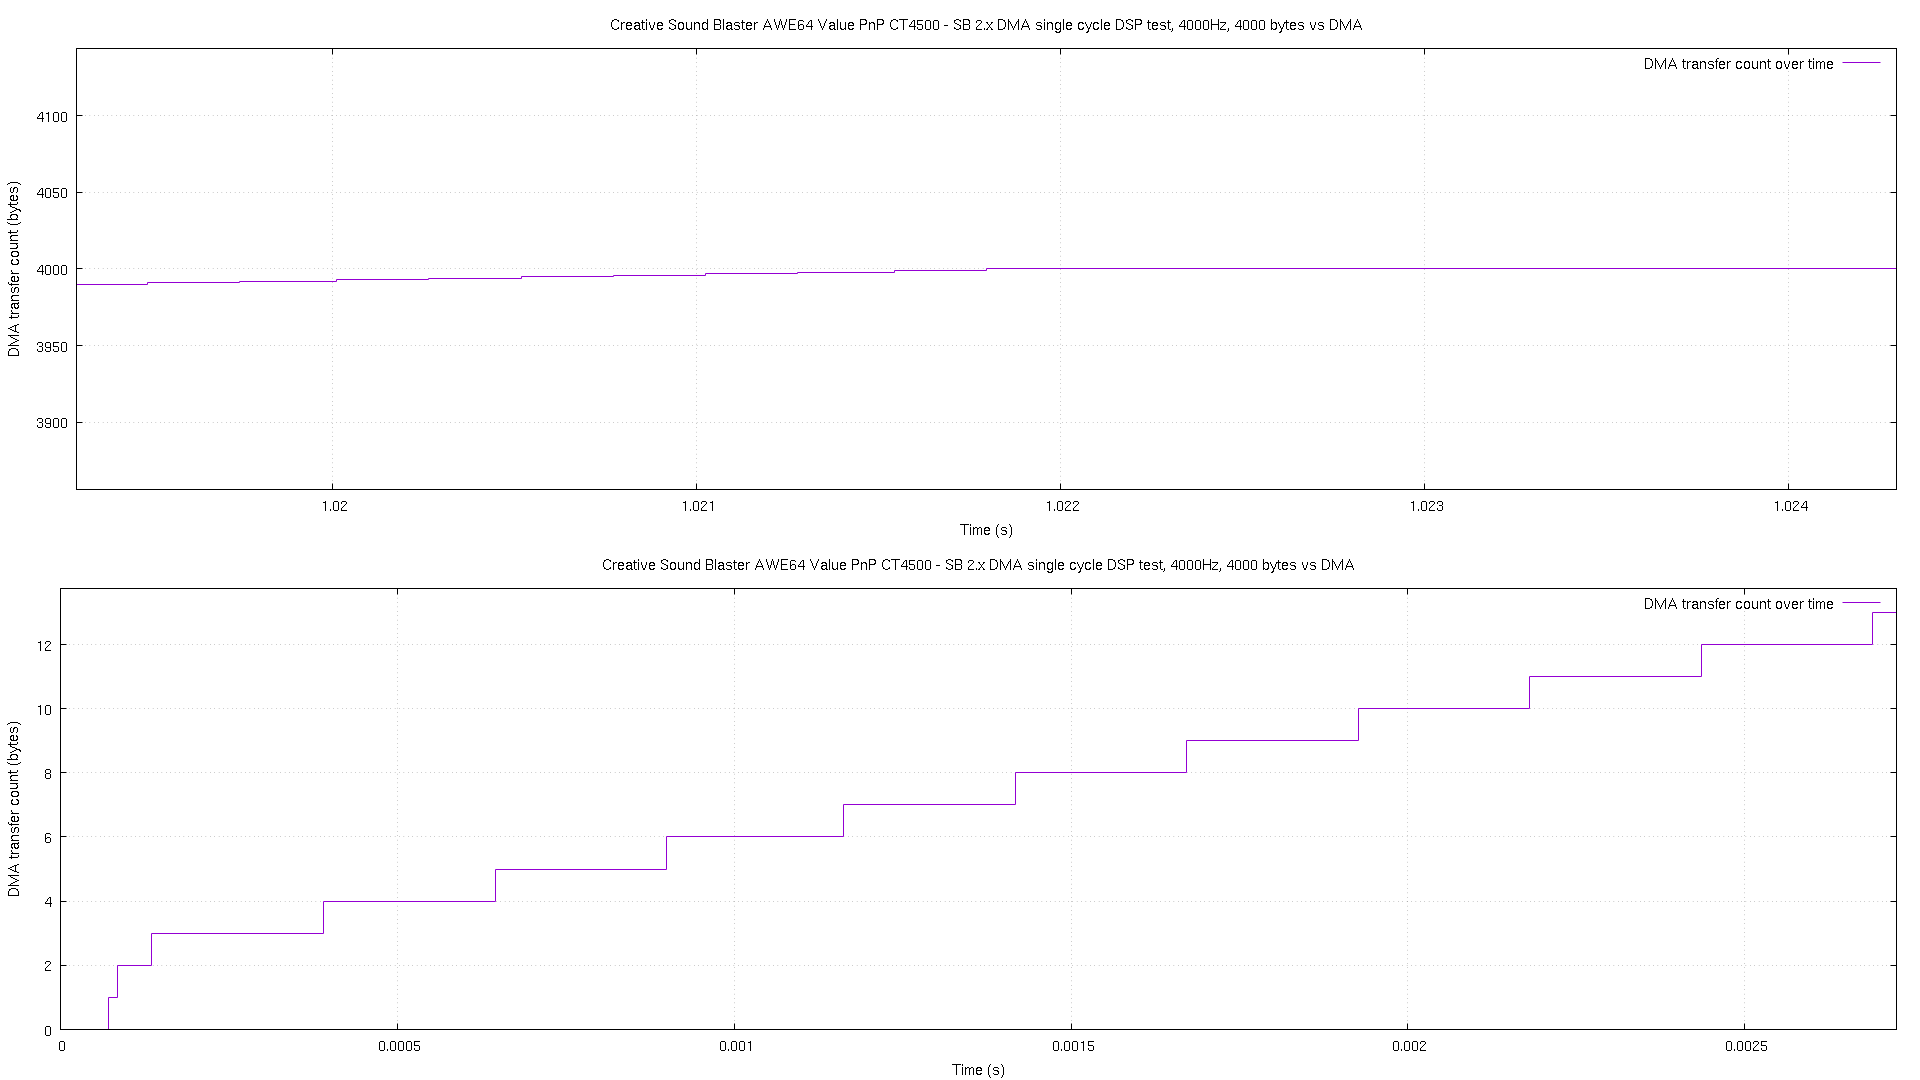 Creative Sound Blaster AWE64 Value PnP CT4500 - SB 2.x DMA single cycle DSP test, 4000Hz, 4000 bytes vs DMA
DMA transfer count over time
4100
4050
4000
3950
3900
DMA transfer count (bytes)
1.02 1.021 1.022 1.023 1.024
Time (s)
Creative Sound Blaster AWE64 Value PnP CT4500 - SB 2.x DMA single cycle DSP test, 4000Hz, 4000 bytes vs DMA
DMA transfer count over time
12
10
8
6
4
2
0
DMA transfer count (bytes)
0 0.0005 0.001 0.0015 0.002 0.0025
Time (s)